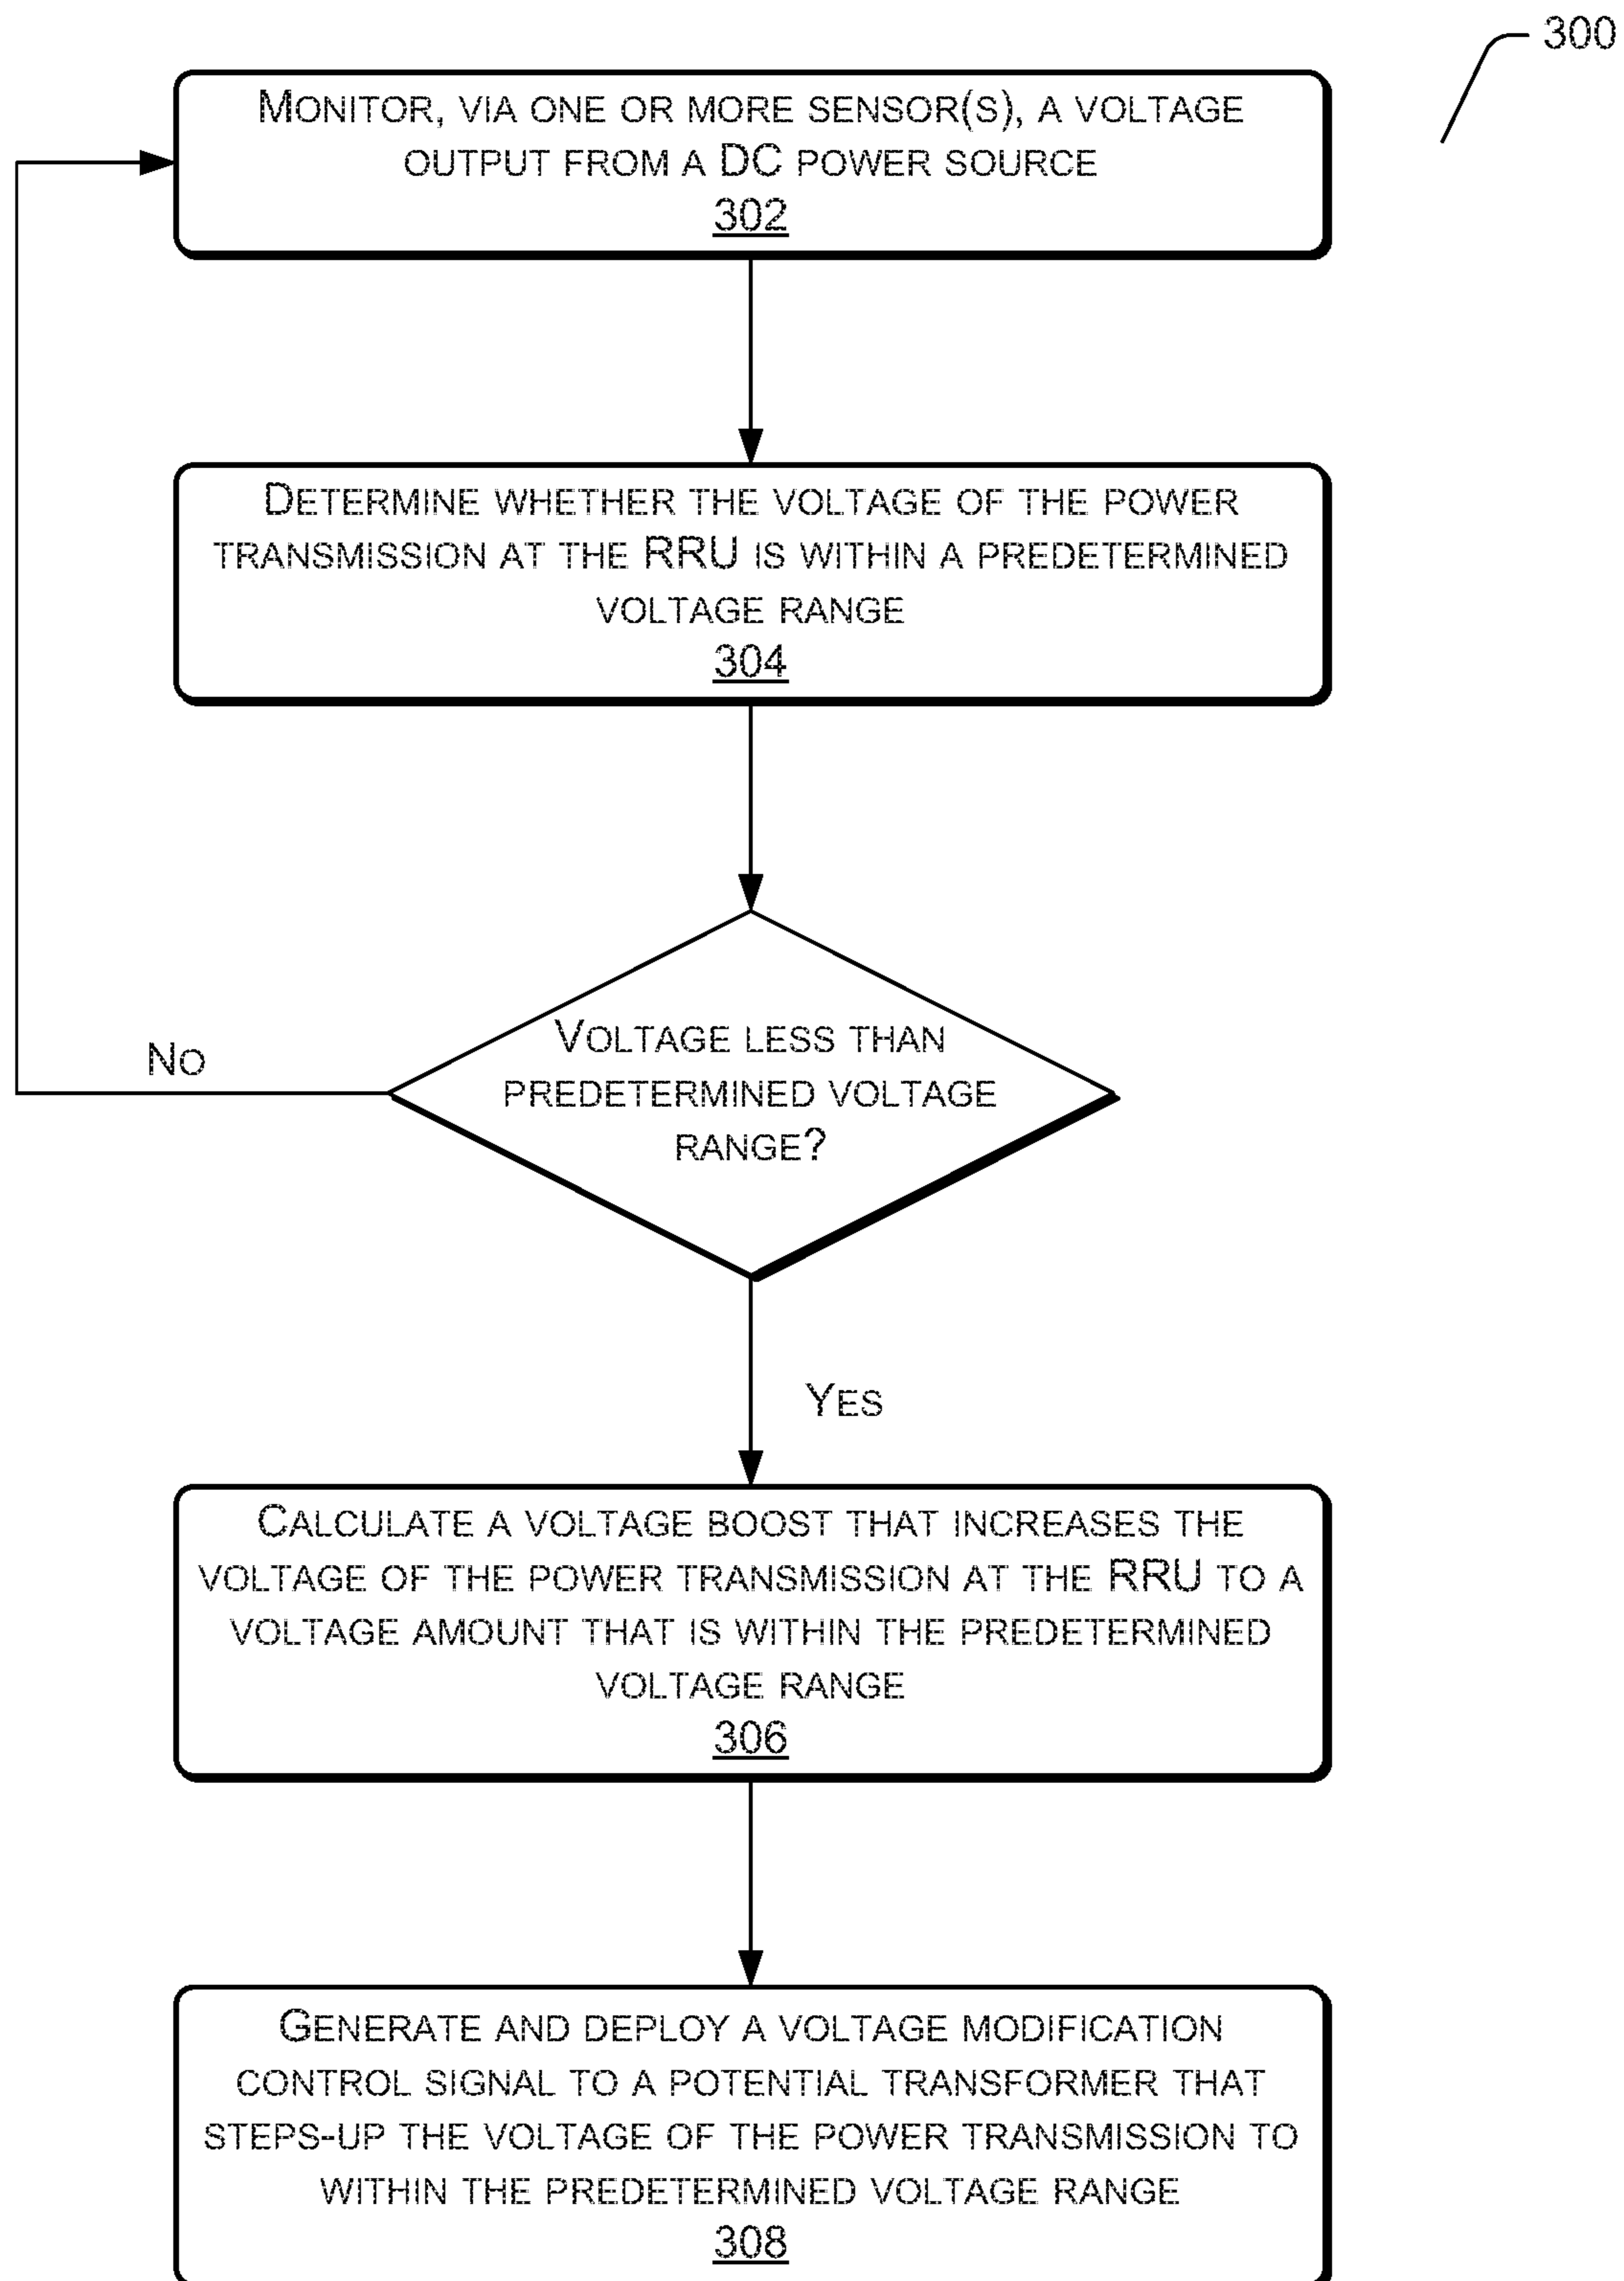 300
MONITOR, VIA ONE OR MORE SENSOR(S), A VOLTAGE
OUTPUT FROM A DC POWER SOURCE
302
DETERMINE WHETHER THE VOLTAGE OF THE POWER
TRANSMISSION AT THE RRU IS WITHIN A PREDETERMINED
VOLTAGE RANGE
304
VOLTAGE LESS THAN
PREDETERMINED VOLTAGE
RANGE?
NO
YES
CALCULATE A VOLTAGE BOOST THAT INCREASES THE
VOLTAGE OF THE POWER TRANSMISSION AT THE RRU TO A
VOLTAGE AMOUNT THAT IS WITHIN THE PREDETERMINED
VOLTAGE RANGE
306
GENERATE AND DEPLOY A VOLTAGE MODIFICATION
CONTROL SIGNAL TO A POTENTIAL TRANSFORMER THAT
STEPS-UP THE VOLTAGE OF THE POWER TRANSMISSION TO
WITHIN THE PREDETERMINED VOLTAGE RANGE
308